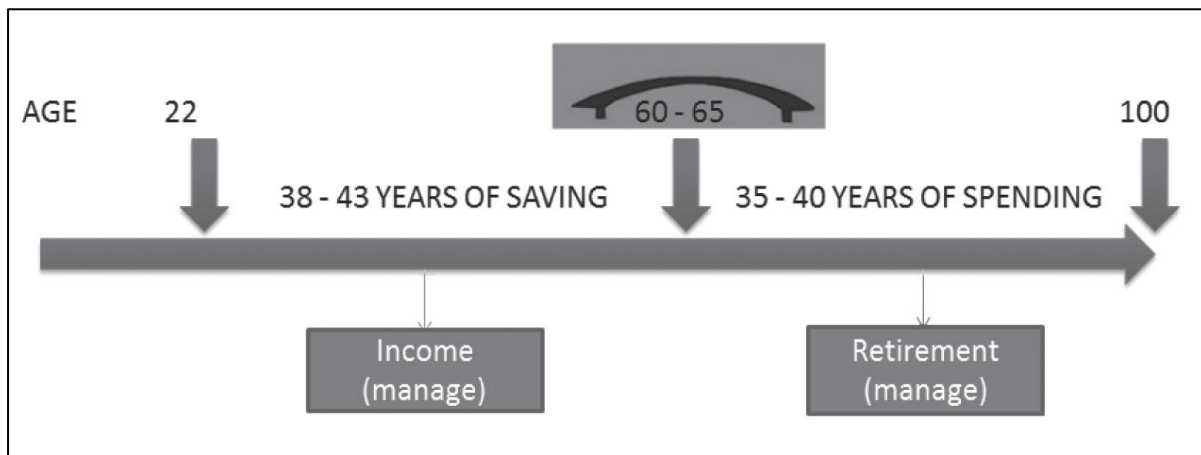 60 - 65
AGE 22 100
38 - 43 YEARS OF SAVING 35 - 40 YEARS OF SPENDING
Income Retirement
(manage) (manage)